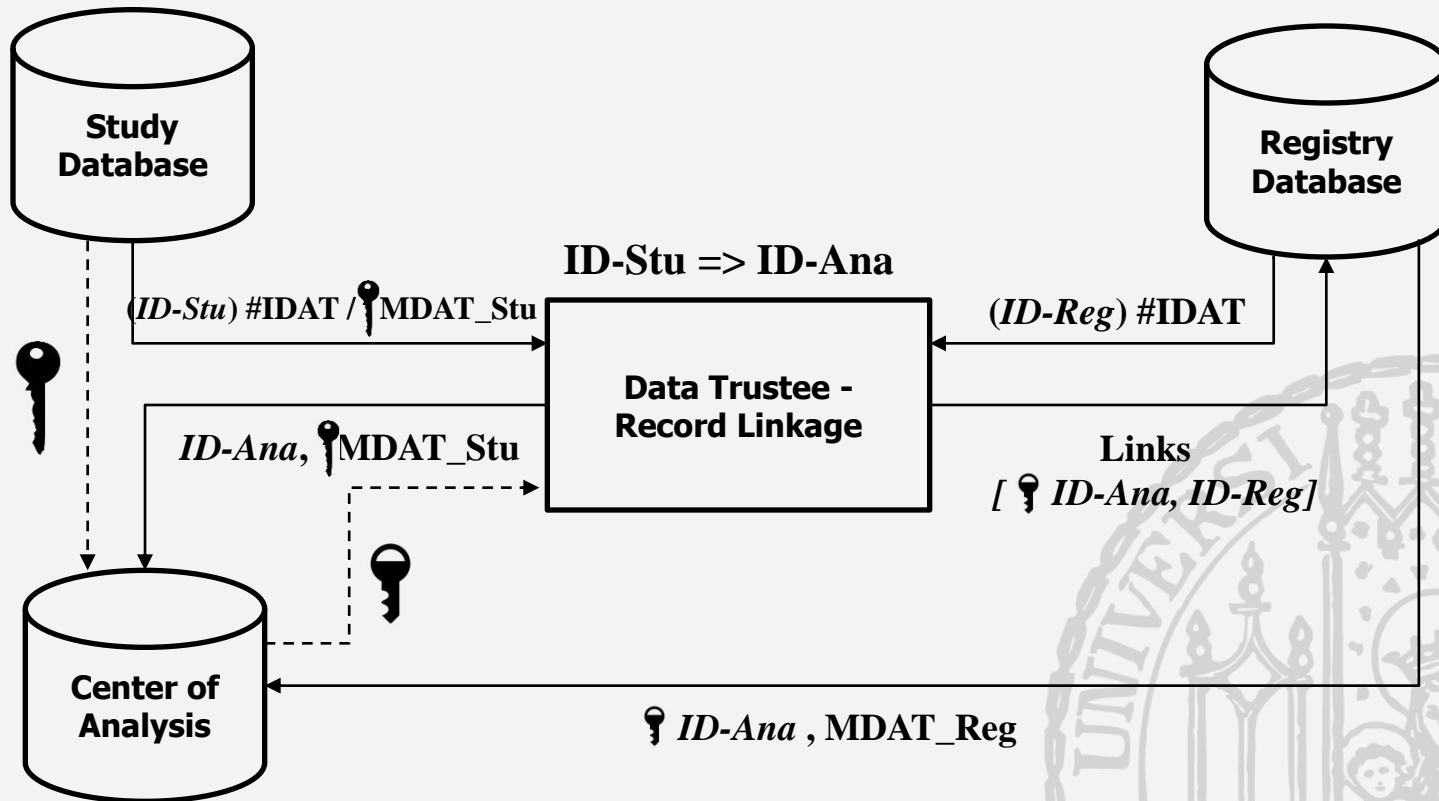 Study
Database
Registry
Database
ID-Stu => ID-Ana
(ID-Stu) #IDAT / MDAT_Stu
(ID-Reg) #IDAT
Data Trustee -
Record Linkage
ID-Ana, MDAT_Stu
Links
[ ID-Ana, ID-Reg]
Center of
Analysis
ID-Ana , MDAT_Reg
UNIVERSI